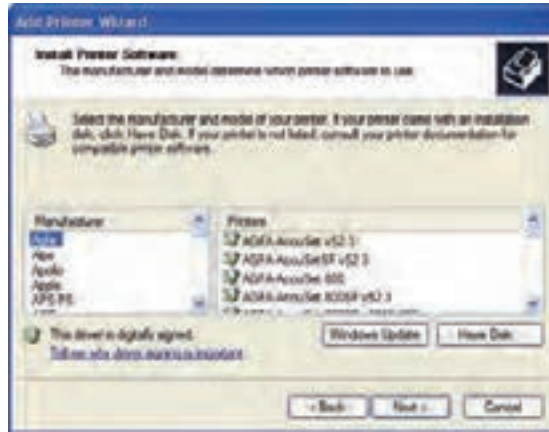 Add Printer Wizard
Install Printer Software
The manufacturer and model determine which printer software to use.
Select the manufacturer and model of your printer. If your printer came with an installation
disk, click Have Disk. If your printer is not listed, consult your printer documentation for
compatible printer software.
Manufacturer
Agfa
Alps
Apollo
Apple
APS-PS
Printers
AGFA-AccuSet v52.3
AGFA-AccuSetSF v52.3
AGFA-AccuSet 800
AGFA-AccuSet 800SF v52.3
This driver is digitally signed.
Tell me why driver signing is important
Windows Update
Have Disk...
< Back
Next >
Cancel